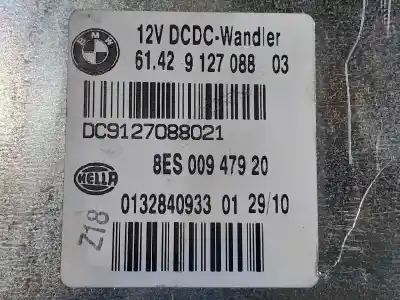 BMW
12V DCDC-Wandler
61.42 9 127 088 03
DC9127088021
8ES 009 479 20
HELLA
0132840933 01 29/10
Z18